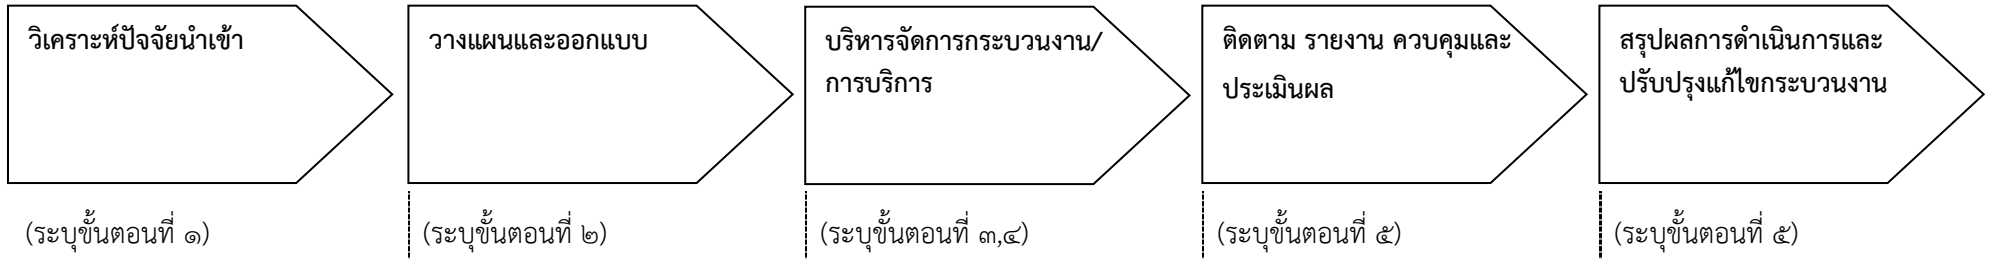 วิเคราะห์ปัจจัยนำเข้า
(ระบุขั้นตอนที่ ๑)
วางแผนและออกแบบ
(ระบุขั้นตอนที่ ๒)
บริหารจัดการกระบวนงาน/
การบริการ
(ระบุขั้นตอนที่ ๓,๔)
ติดตาม รายงาน ควบคุมและ
ประเมินผล
(ระบุขั้นตอนที่ ๕)
สรุปผลการดำเนินการและ
ปรับปรุงแก้ไขกระบวนงาน
(ระบุขั้นตอนที่ ๕)